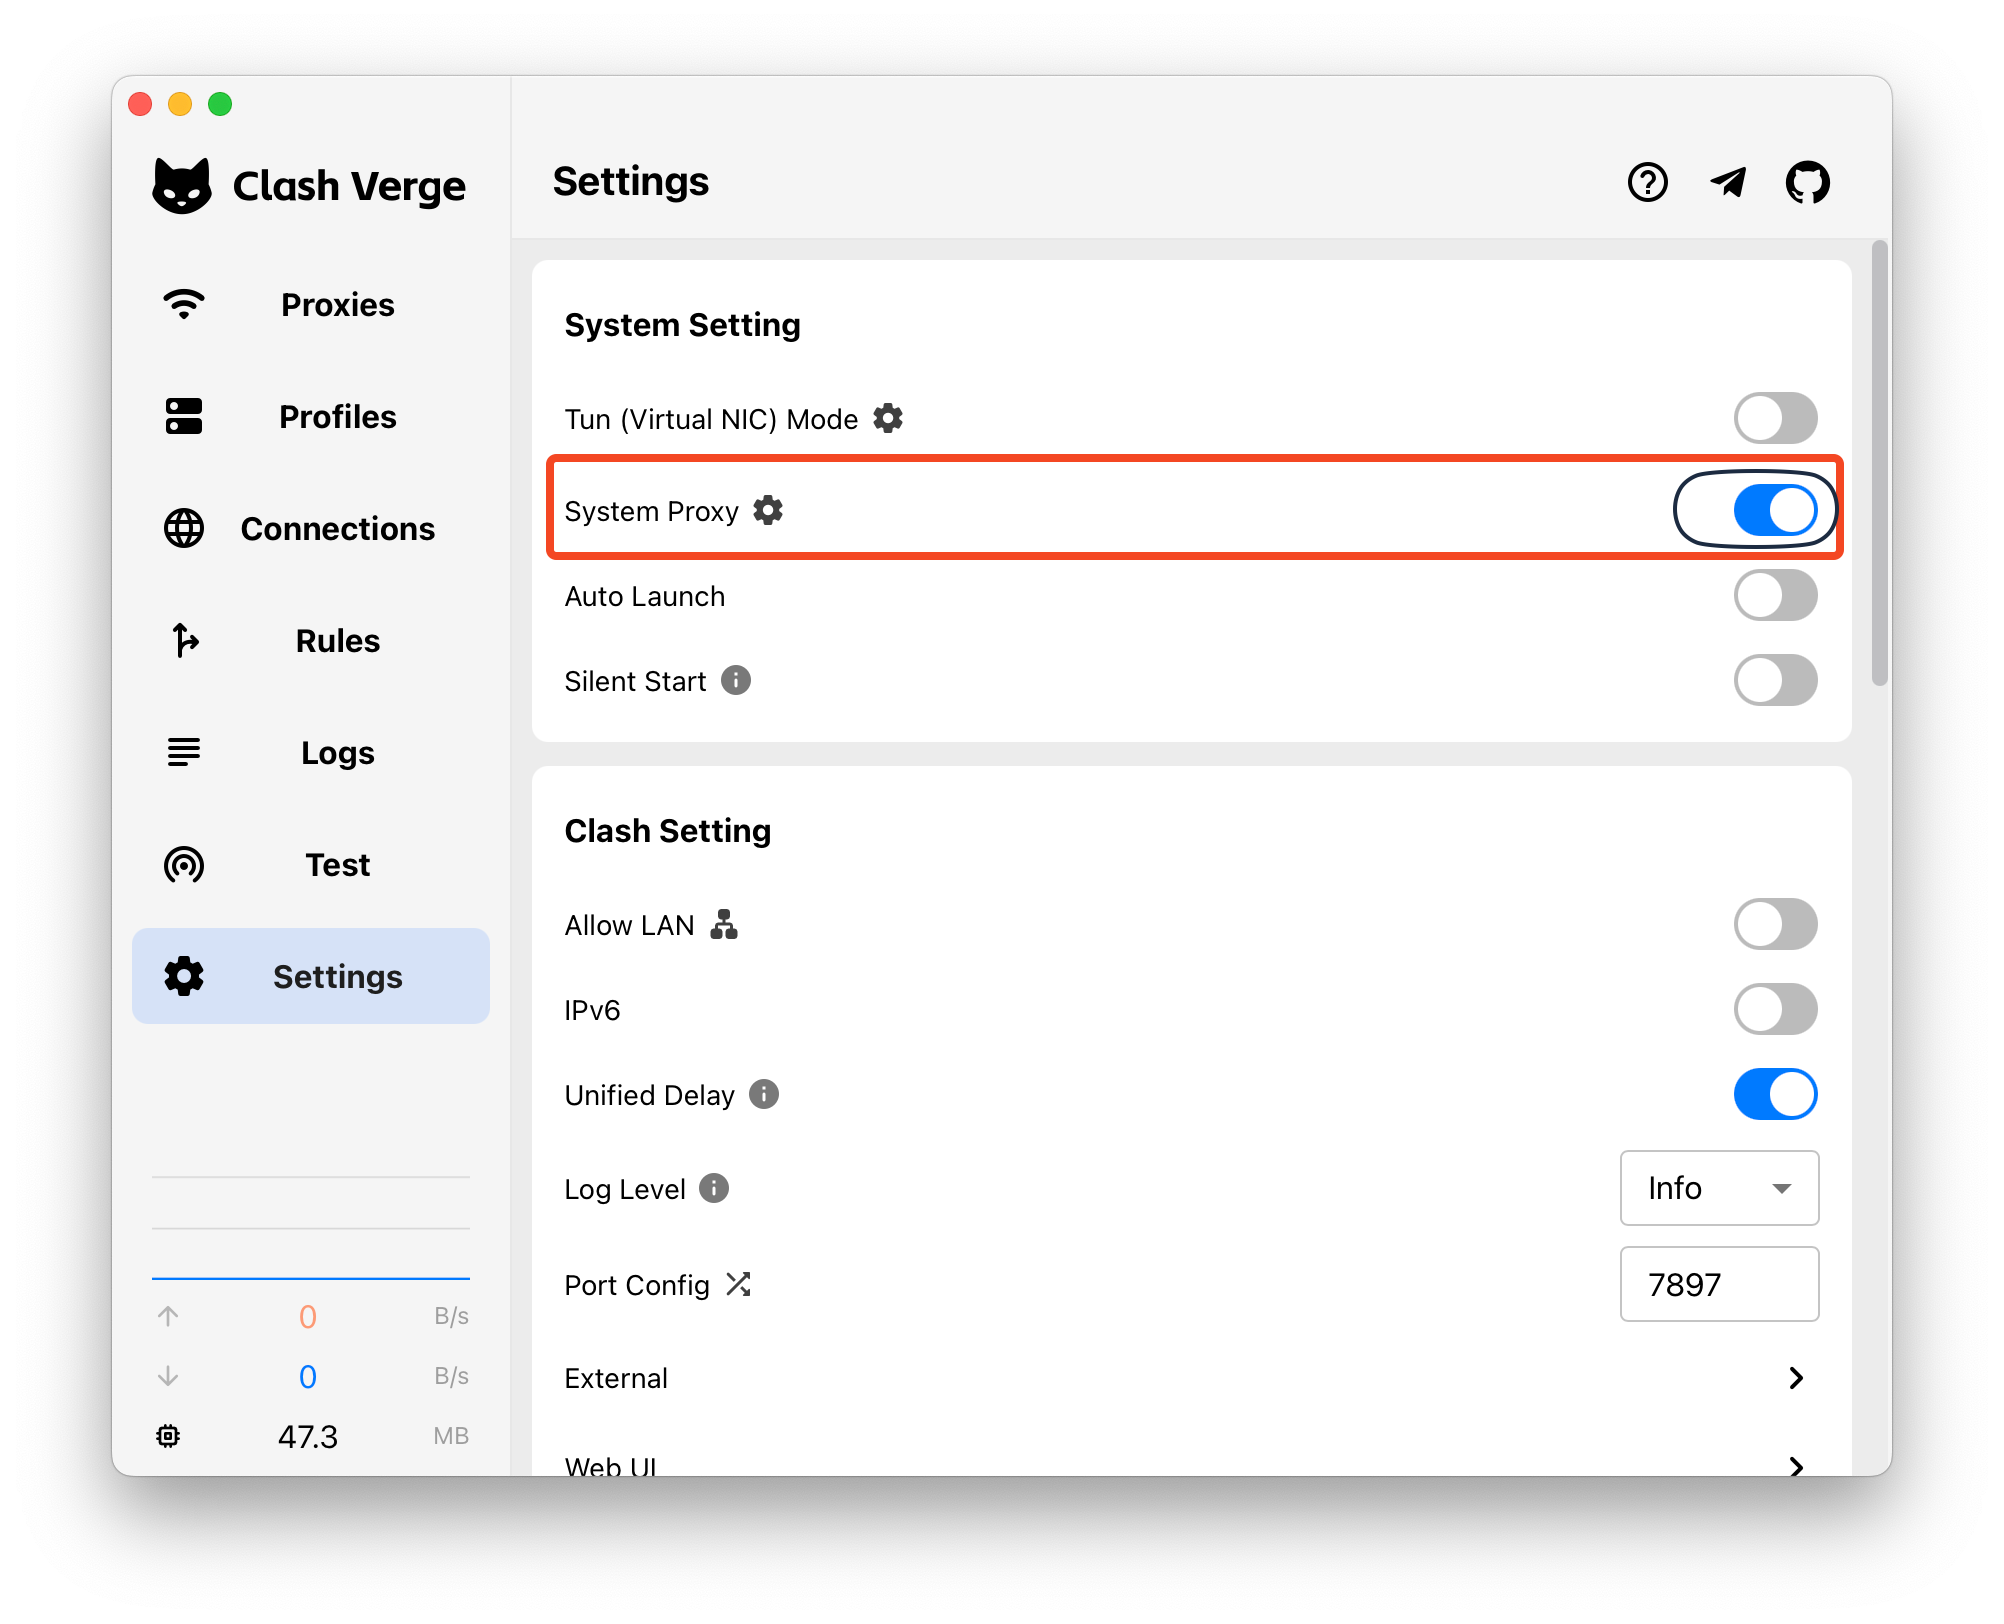 Clash Verge
Proxies
Profiles
Connections
Rules
Logs
Test
Settings
0 B/s
0 B/s
47.3 MB
Settings
System Setting
Tun (Virtual NIC) Mode
System Proxy
Auto Launch
Silent Start
Clash Setting
Allow LAN
IPv6
Unified Delay
Log Level Info
Port Config 7897
External
Web UI